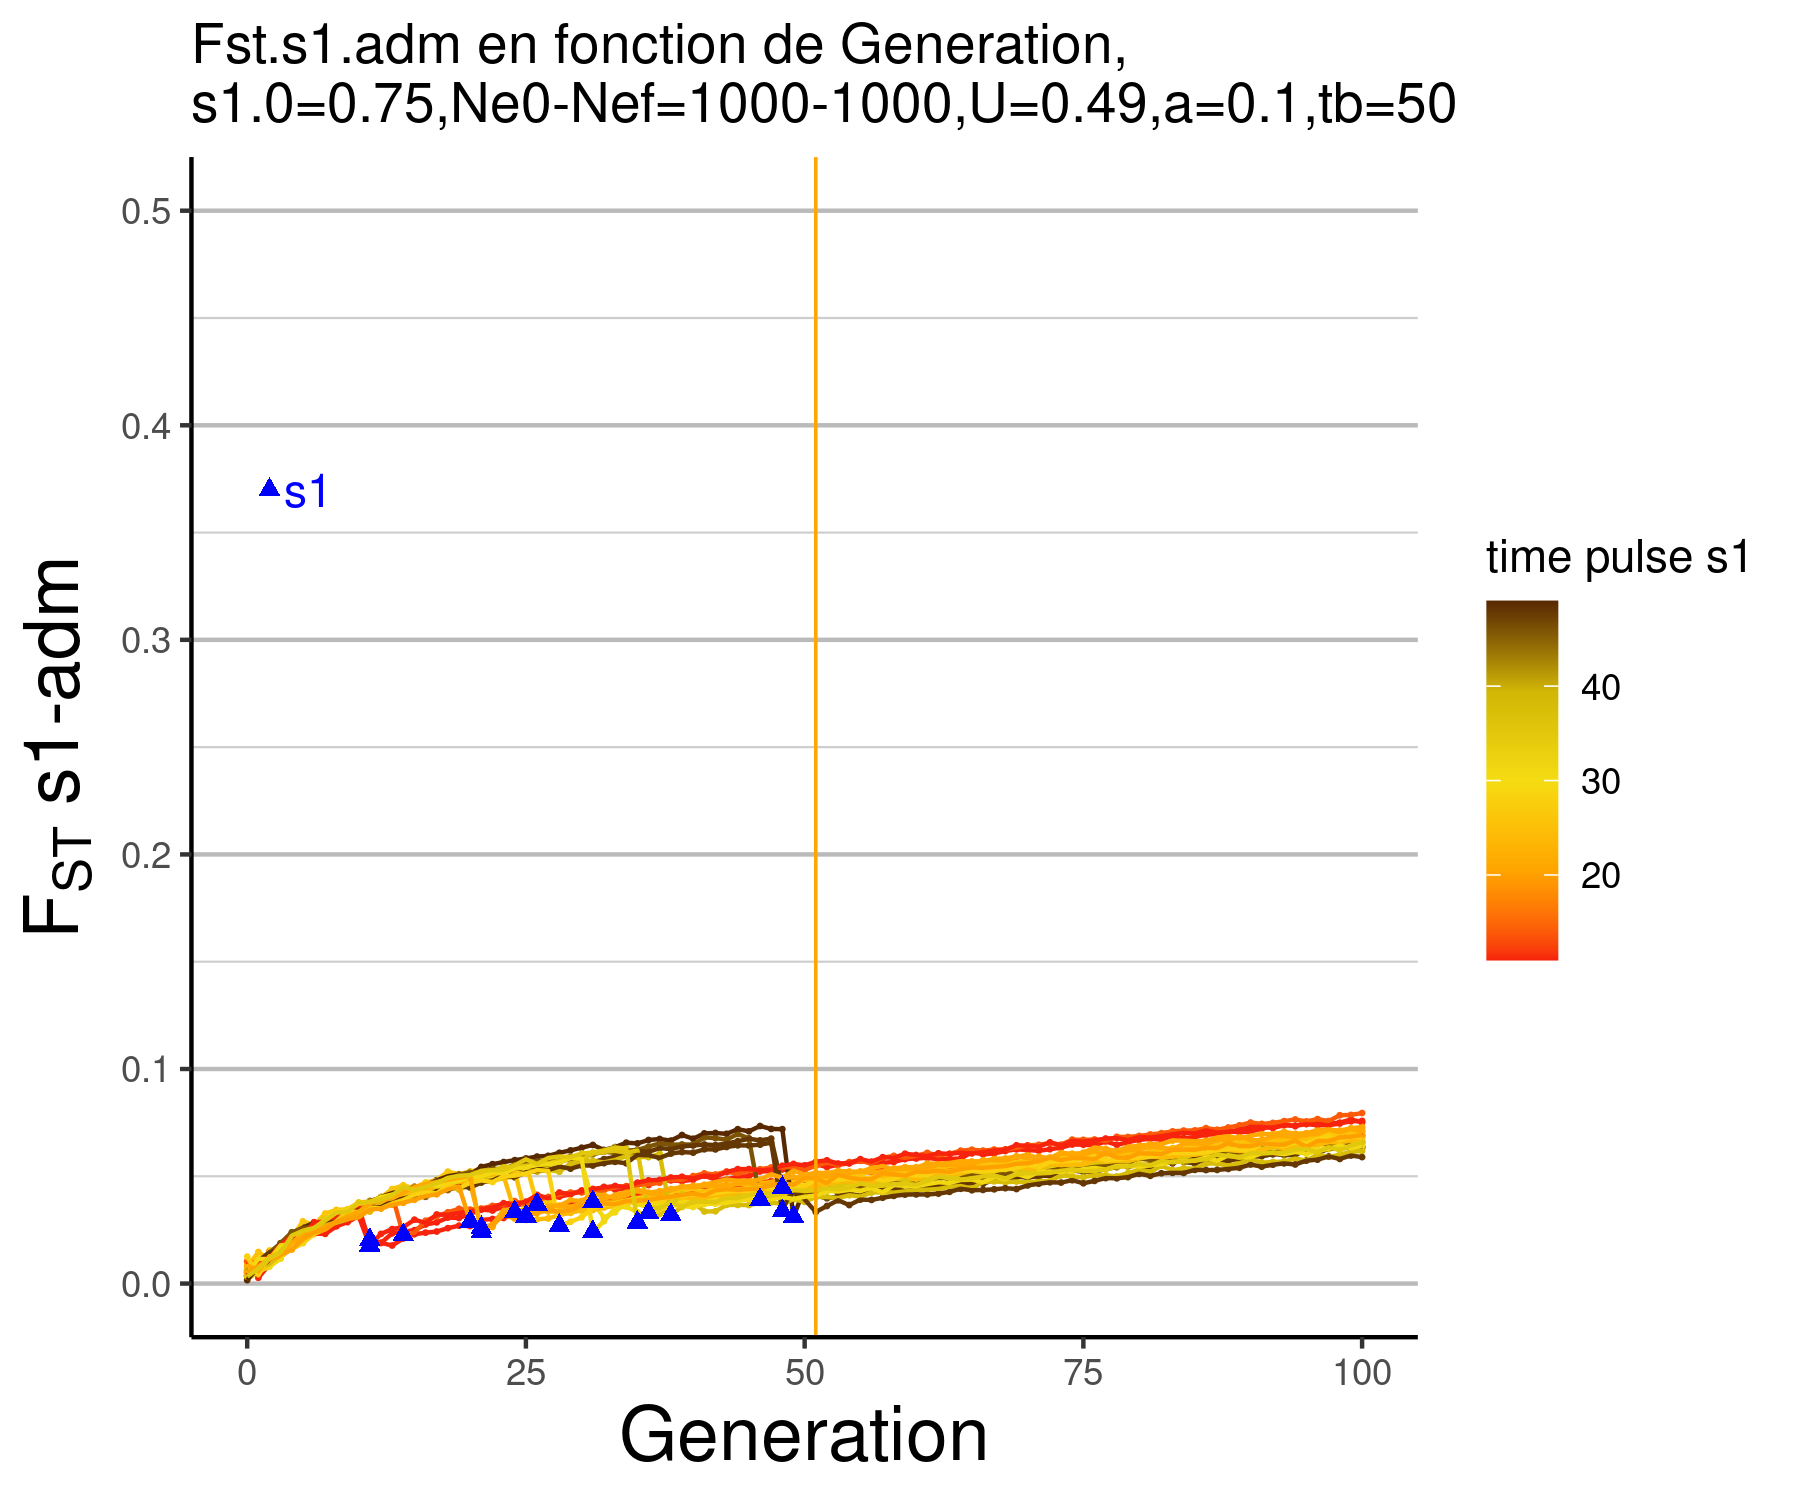 Fst.s1.adm en fonction de Generation,
s1.0=0.75,Ne0-Nef=1000-1000,U=0.49,a=0.1,tb=50
0.5
0.4
0.3
0.2
0.1
0.0
s1
F_ST s1-adm
0 25 50 75 100
Generation
time pulse s1
40
30
20